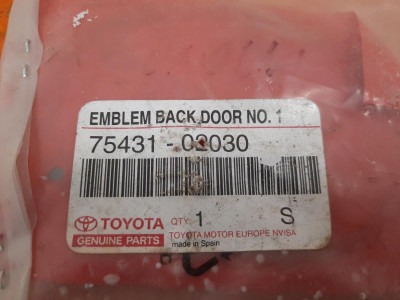 EMBLEM BACK DOOR NO. 1
75431-02030
TOYOTA QTY. 1 S
GENUINE PARTS TOYOTA MOTOR EUROPE NV/SA
made in Spain